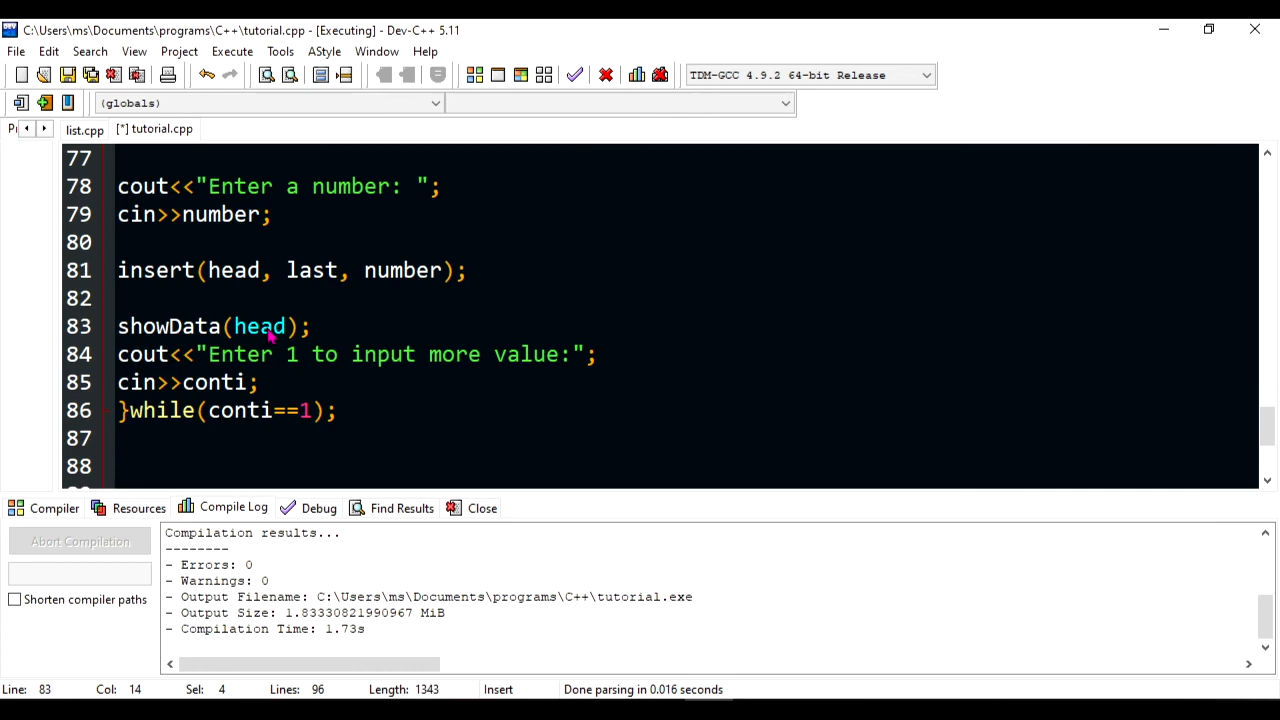 C:\Users\ms\Documents\programs\C++\tutorial.cpp - [Executing] - Dev-C++ 5.11
File Edit Search View Project Execute Tools AStyle Window Help
TDM-GCC 4.9.2 64-bit Release
(globals)
list.cpp [*] tutorial.cpp
77
78 cout<<"Enter a number: ";
79 cin>>number;
80
81 insert(head, last, number);
82
83 showData(head);
84 cout<<"Enter 1 to input more value:";
85 cin>>conti;
86 }while(conti==1);
87
88
Compiler Resources Compile Log Debug Find Results Close
Abort Compilation
Shorten compiler paths
Compilation results...
--------
- Errors: 0
- Warnings: 0
- Output Filename: C:\Users\ms\Documents\programs\C++\tutorial.exe
- Output Size: 1.83330821990967 MiB
- Compilation Time: 1.73s
Line: 83 Col: 14 Sel: 4 Lines: 96 Length: 1343 Insert Done parsing in 0.016 seconds